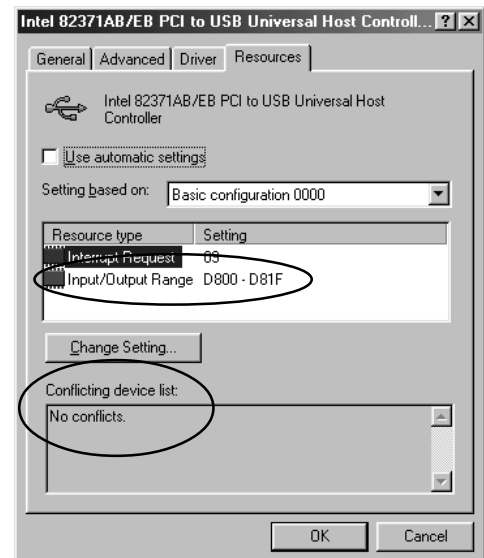 Intel 82371AB/EB PCI to USB Universal Host Controll... ? X
General Advanced Driver Resources
Intel 82371AB/EB PCI to USB Universal Host
Controller
Use automatic settings
Setting based on: Basic configuration 0000
Resource type Setting
Interrupt Request 09
Input/Output Range D800 - D81F
Change Setting...
Conflicting device list:
No conflicts.
OK Cancel